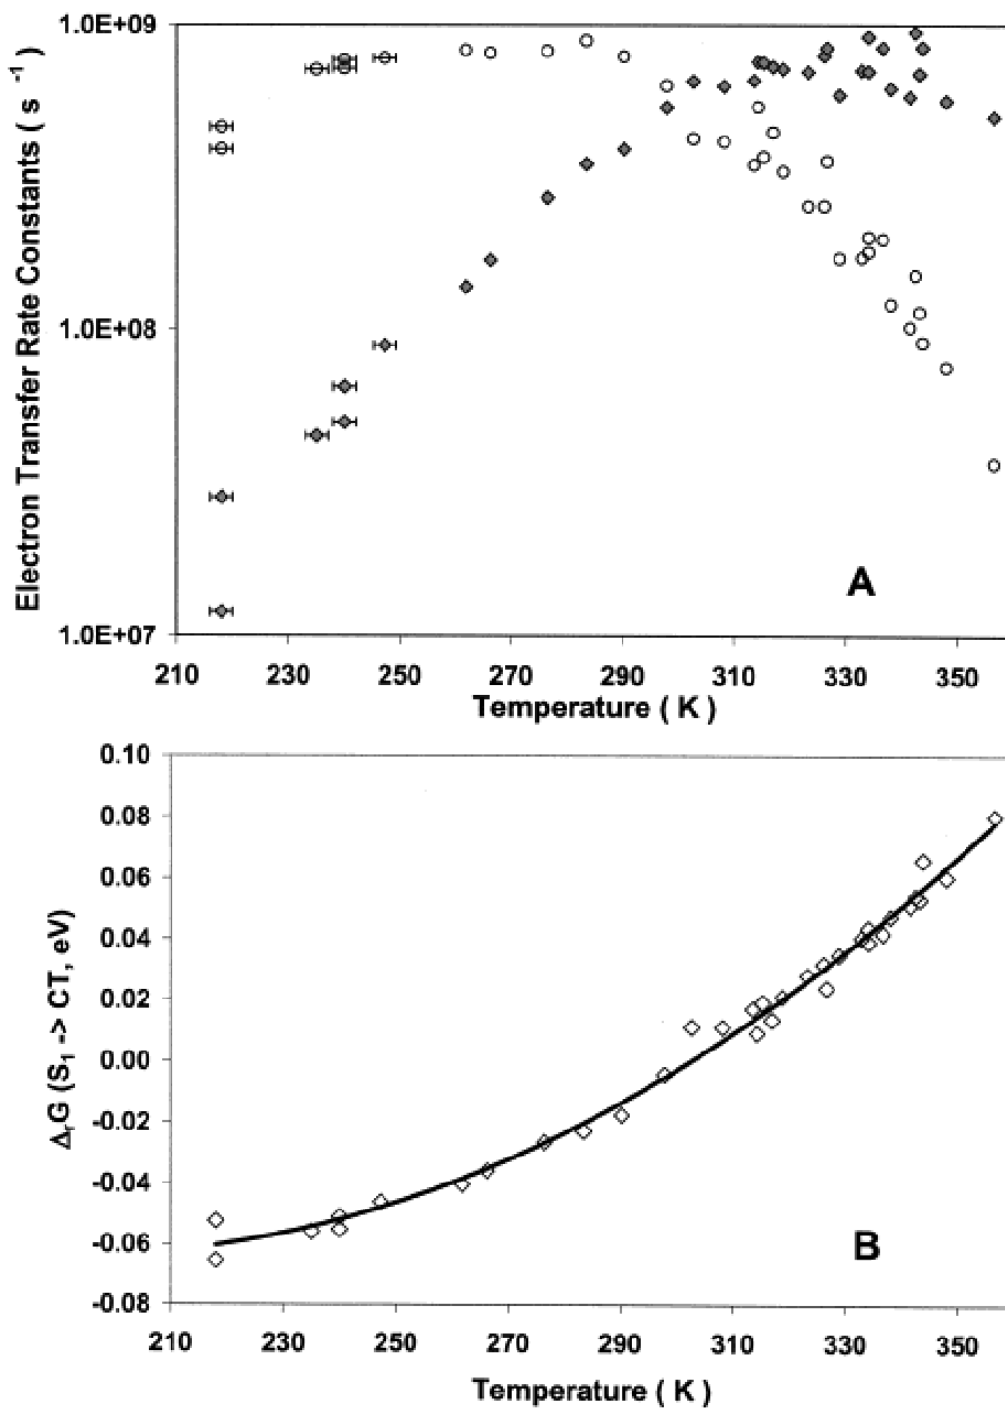 Electron Transfer Rate Constants ( s ⁻¹ )
1.0E+09
1.0E+08
1.0E+07
A
210 230 250 270 290 310 330 350
Temperature ( K )
Δ_rG (S₁ -> CT, eV)
0.10
0.08
0.06
0.04
0.02
0.00
-0.02
-0.04
-0.06
-0.08
B
210 230 250 270 290 310 330 350
Temperature ( K )